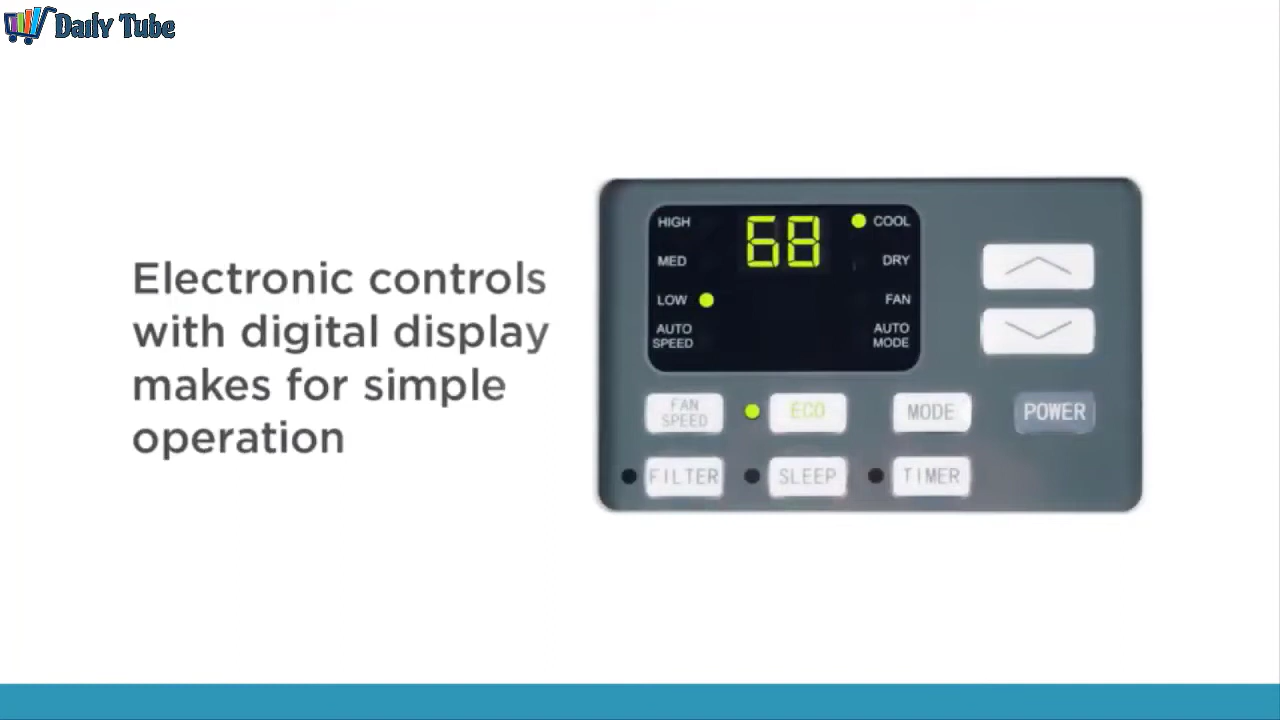 Daily Tube
Electronic controls
with digital display
makes for simple
operation
HIGH
68
COOL
MED
DRY
LOW
FAN
AUTO
SPEED
AUTO
MODE
FAN
SPEED
ECO
MODE
POWER
FILTER
SLEEP
TIMER